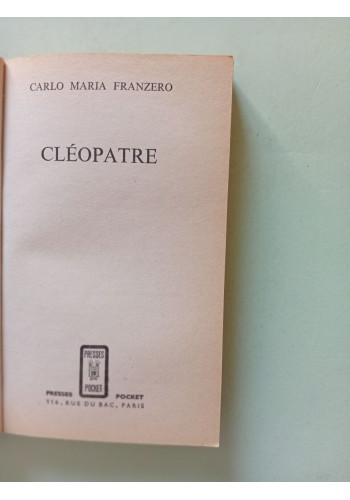 CARLO MARIA FRANZERO
CLÉOPATRE
PRESSES
POCKET
PRESSES POCKET
116, RUE DU BAC, PARIS